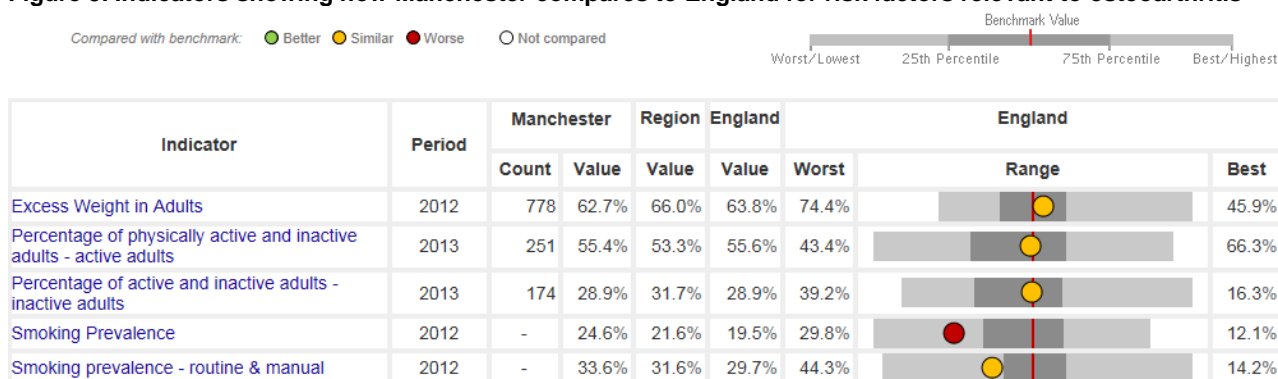 Compared with benchmark: Better Similar Worse Not compared
Benchmark Value
Worst/Lowest 25th Percentile 75th Percentile Best/Highest
Indicator Period Manchester Region England England
Count Value Value Value Worst Range Best
Excess Weight in Adults 2012 778 62.7% 66.0% 63.8% 74.4% 45.9%
Percentage of physically active and inactive
adults - active adults 2013 251 55.4% 53.3% 55.6% 43.4% 66.3%
Percentage of active and inactive adults -
inactive adults 2013 174 28.9% 31.7% 28.9% 39.2% 16.3%
Smoking Prevalence 2012 - 24.6% 21.6% 19.5% 29.8% 12.1%
Smoking prevalence - routine & manual 2012 - 33.6% 31.6% 29.7% 44.3% 14.2%